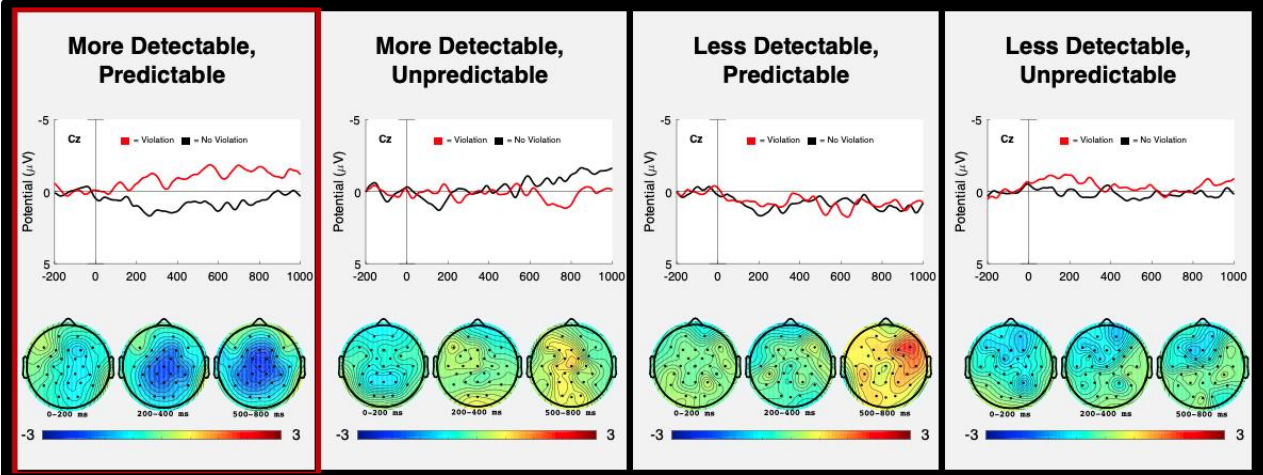 More Detectable,
Predictable
-5
Cz
= Violation = No Violation
Potential (μV)
0
5
-200 0 200 400 600 800 1000
0-200 ms 200-400 ms 500-800 ms
-3 3
More Detectable,
Unpredictable
-5
Cz
= Violation = No Violation
Potential (μV)
0
5
-200 0 200 400 600 800 1000
0-200 ms 200-400 ms 500-800 ms
-3 3
Less Detectable,
Predictable
-5
Cz
= Violation = No Violation
Potential (μV)
0
5
-200 0 200 400 600 800 1000
0-200 ms 200-400 ms 500-800 ms
-3 3
Less Detectable,
Unpredictable
-5
Cz
= Violation = No Violation
Potential (μV)
0
5
-200 0 200 400 600 800 1000
0-200 ms 200-400 ms 500-800 ms
-3 3